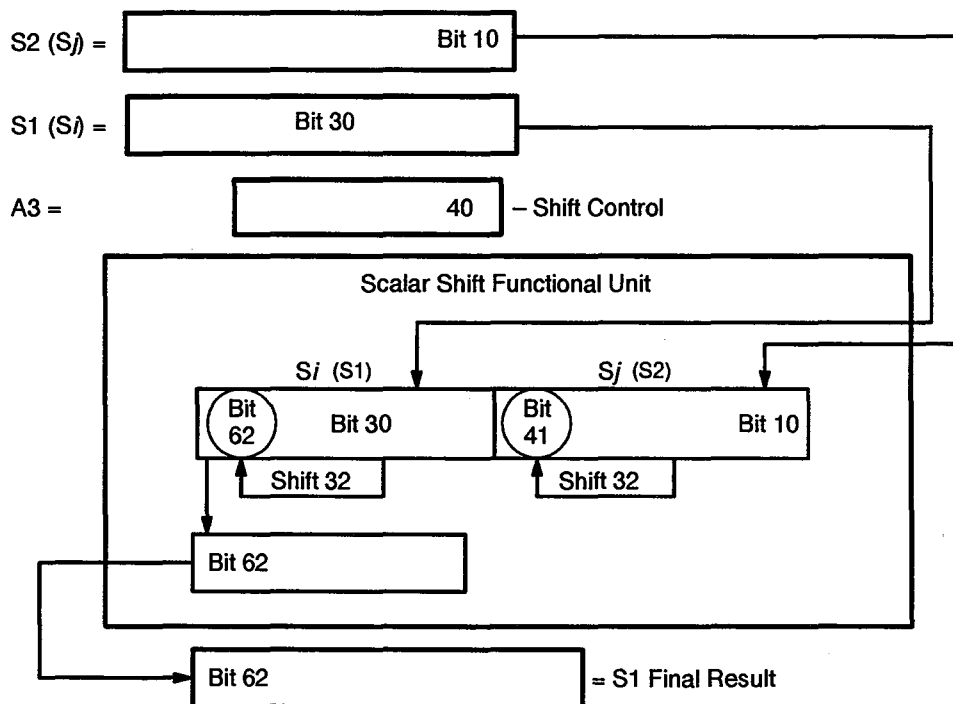 S2 (Sj) =
Bit 10
S1 (Si) =
Bit 30
A3 =
40
– Shift Control
Scalar Shift Functional Unit
Si (S1)
Sj (S2)
Bit
62
Bit 30
Bit
41
Bit 10
Shift 32
Shift 32
Bit 62
Bit 62
= S1 Final Result